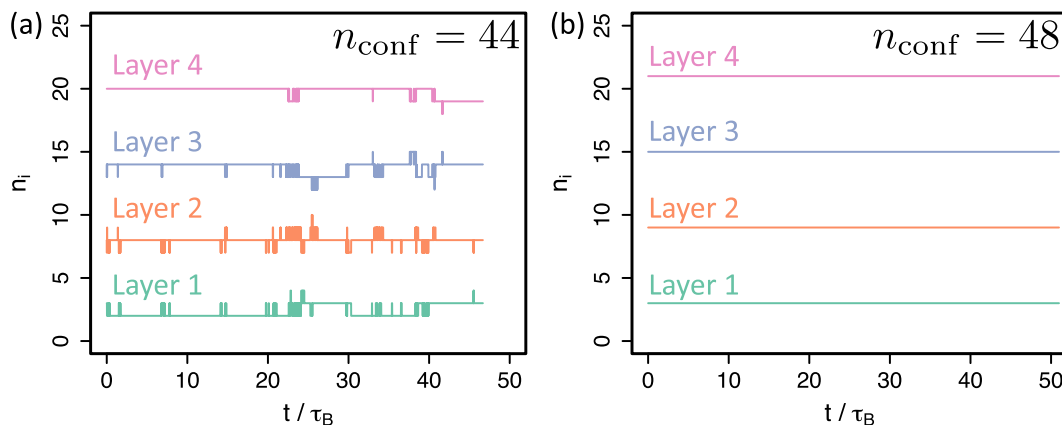 (a)
n_conf = 44
25
20
15
10
5
0
n_i
Layer 4
Layer 3
Layer 2
Layer 1
0 10 20 30 40 50
t / τ_B
(b)
n_conf = 48
25
20
15
10
5
0
n_i
Layer 4
Layer 3
Layer 2
Layer 1
0 10 20 30 40 50
t / τ_B